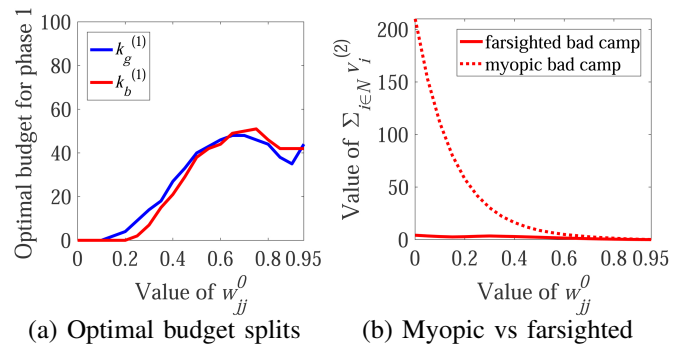 Optimal budget for phase 1
100
80
60
40
20
0
k_g^(1)
k_b^(1)
0 0.2 0.4 0.6 0.8 0.95
Value of w_jj^0
(a) Optimal budget splits
Value of Σ_{i∈N} v_i^(2)
200
150
100
50
0
farsighted bad camp
myopic bad camp
0 0.2 0.4 0.6 0.8 0.95
Value of w_jj^0
(b) Myopic vs farsighted